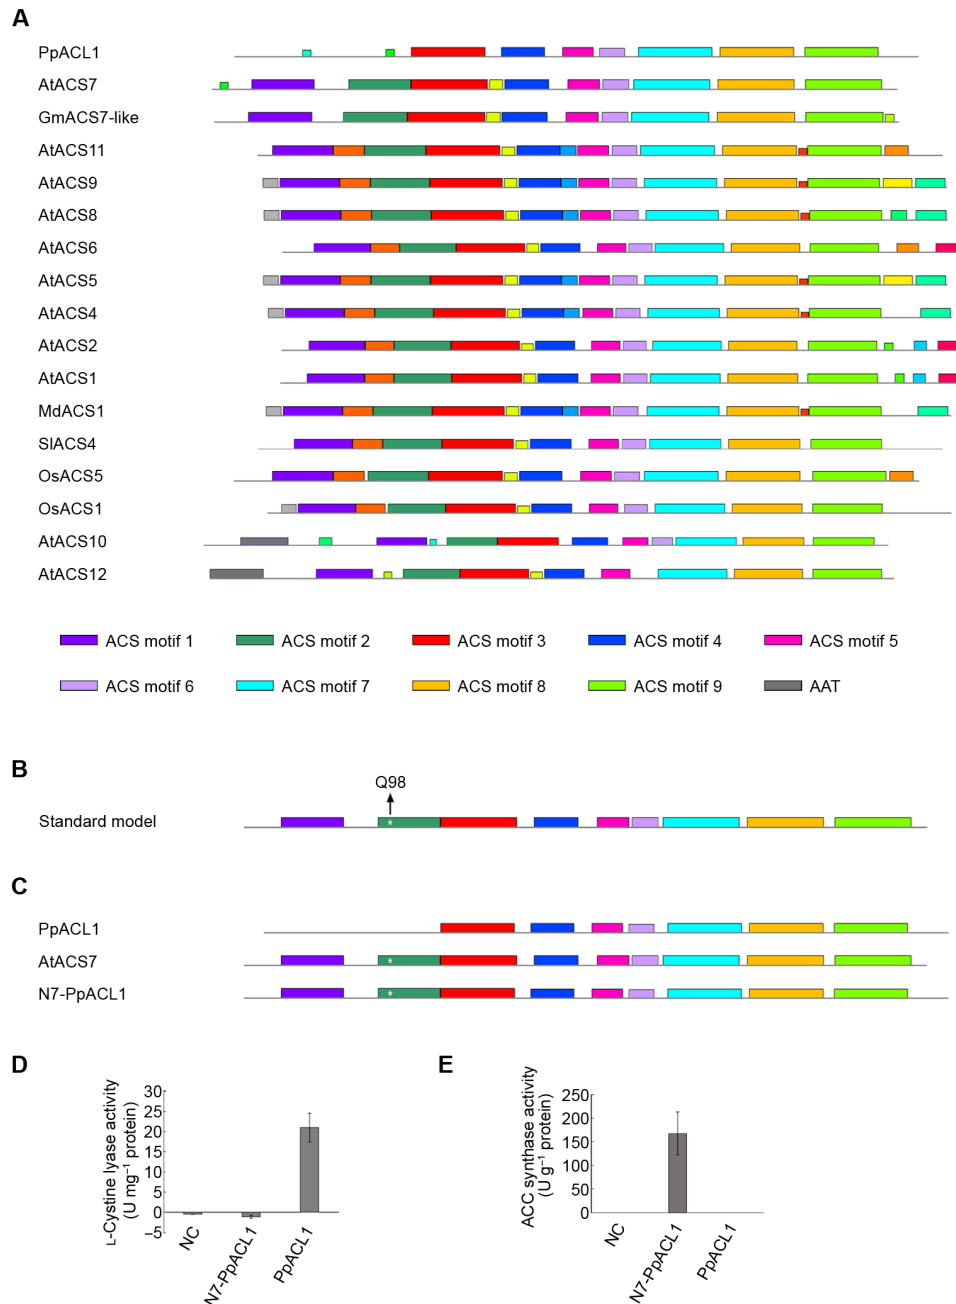 A
PpACL1
AtACS7
GmACS7-like
AtACS11
AtACS9
AtACS8
AtACS6
AtACS5
AtACS4
AtACS2
AtACS1
MdACS1
SlACS4
OsACS5
OsACS1
AtACS10
AtACS12
ACS motif 1 ACS motif 2 ACS motif 3 ACS motif 4 ACS motif 5
ACS motif 6 ACS motif 7 ACS motif 8 ACS motif 9 AAT
B
Q98
Standard model
*
C
PpACL1
AtACS7
*
N7-PpACL1
*
D
L-Cystine lyase activity
(U mg⁻¹ protein)
30
25
20
15
10
5
0
−5
NC
N7-PpACL1
PpACL1
E
ACC synthase activity
(U g⁻¹ protein)
250
200
150
100
50
0
NC
N7-PpACL1
PpACL1